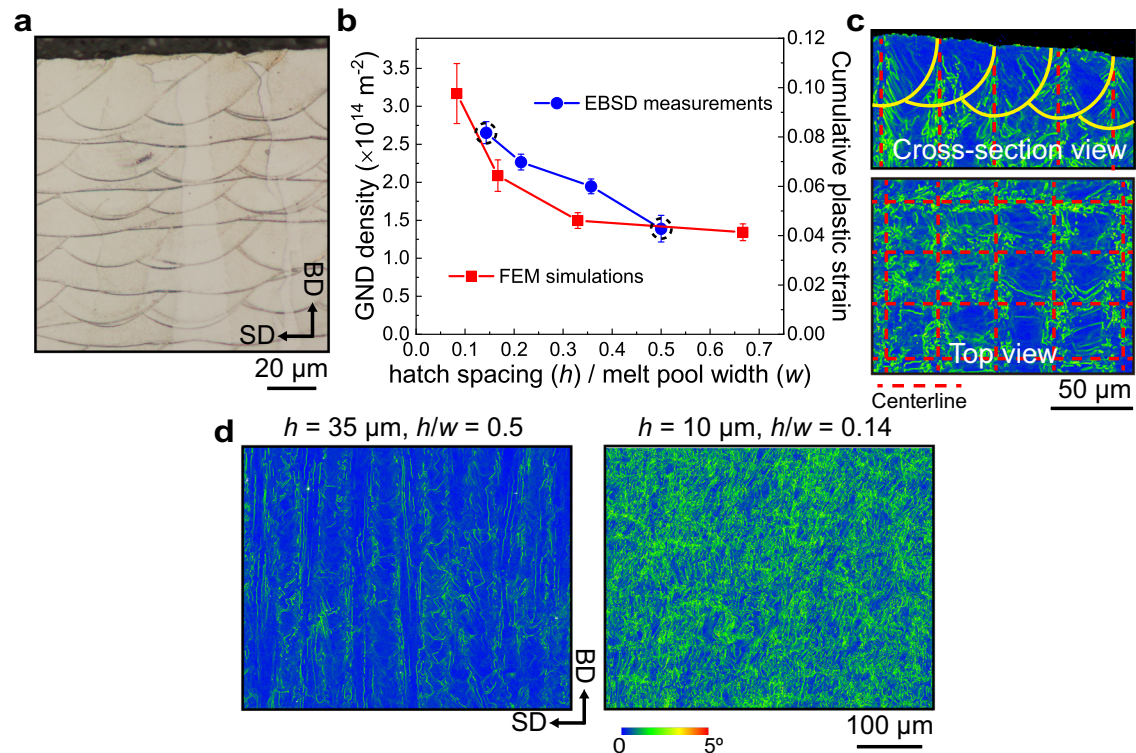 a
BD
SD
20 µm
b
GND density (×10¹⁴ m⁻²)
3.5
3.0
2.5
2.0
1.5
1.0
0.5
0.0
EBSD measurements
FEM simulations
0.12
0.10
0.08
0.06
0.04
0.02
0.00
Cumulative plastic strain
0.0 0.1 0.2 0.3 0.4 0.5 0.6 0.7
hatch spacing (h) / melt pool width (w)
c
Cross-section view
Top view
Centerline
50 µm
d
h = 35 µm, h/w = 0.5
h = 10 µm, h/w = 0.14
BD
SD
0 5º
100 µm